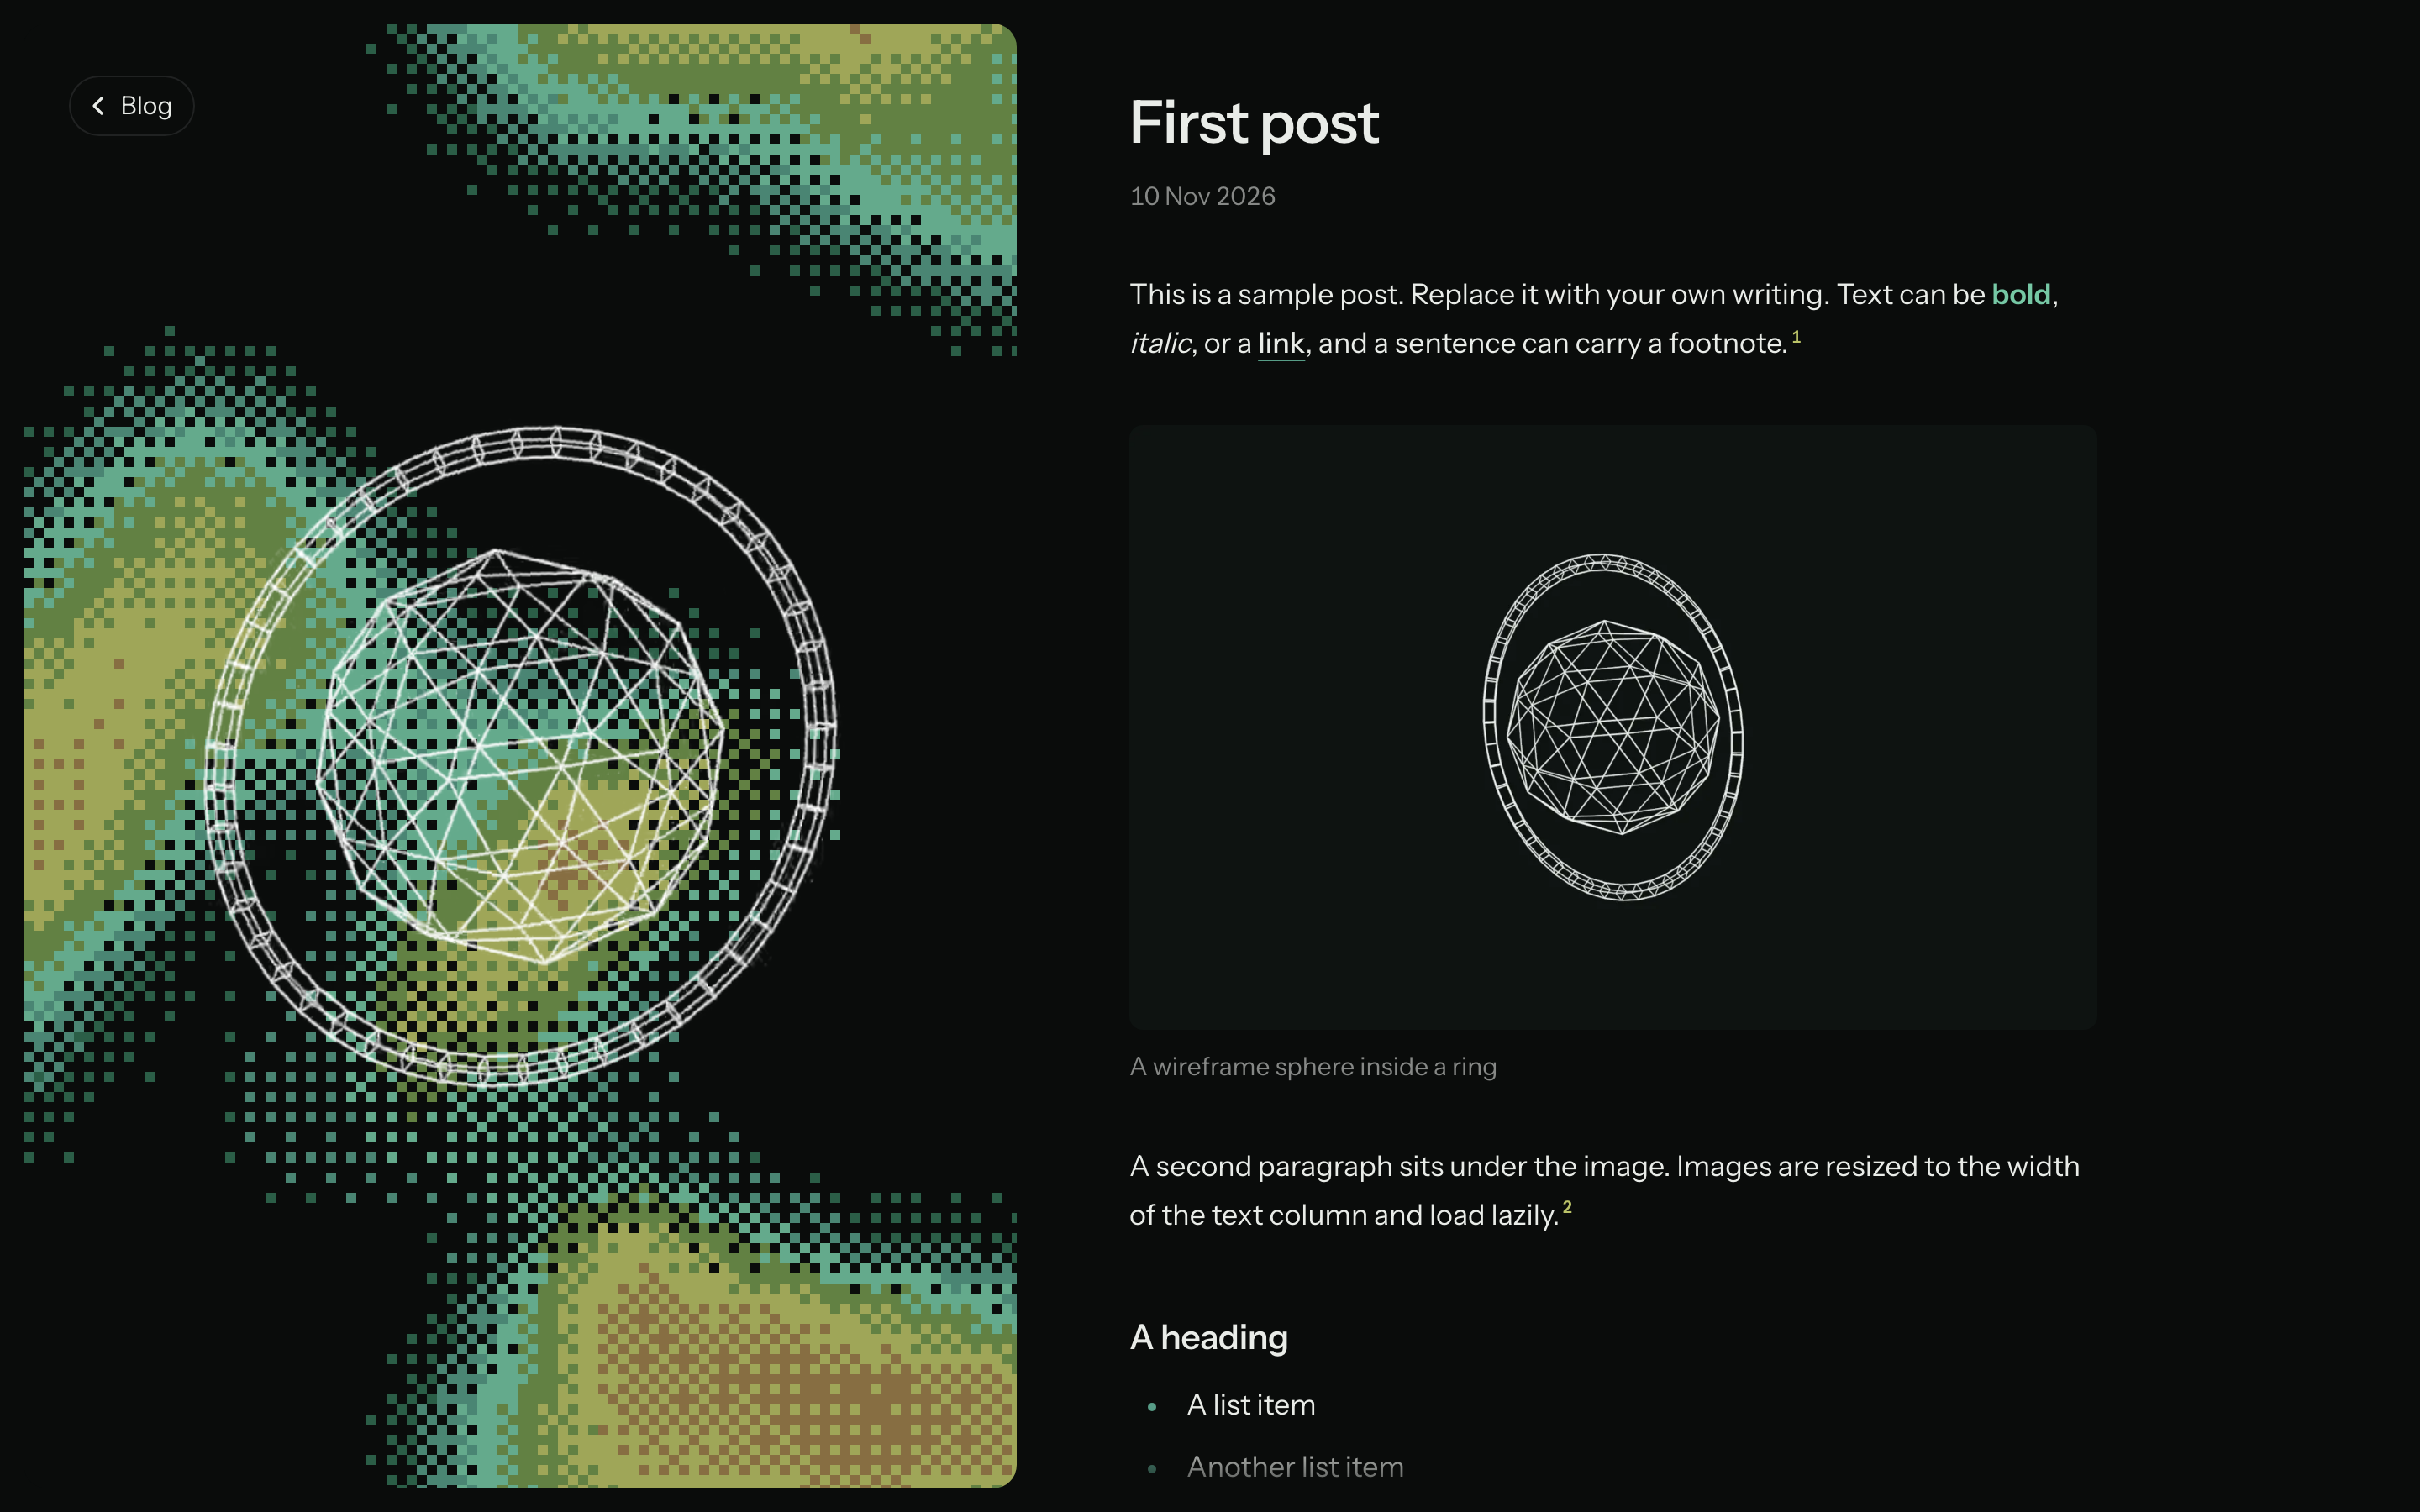 Blog
First post
10 Nov 2026
This is a sample post. Replace it with your own writing. Text can be bold,
italic, or a link, and a sentence can carry a footnote.1
A wireframe sphere inside a ring
A second paragraph sits under the image. Images are resized to the width
of the text column and load lazily.2
A heading
• A list item
• Another list item